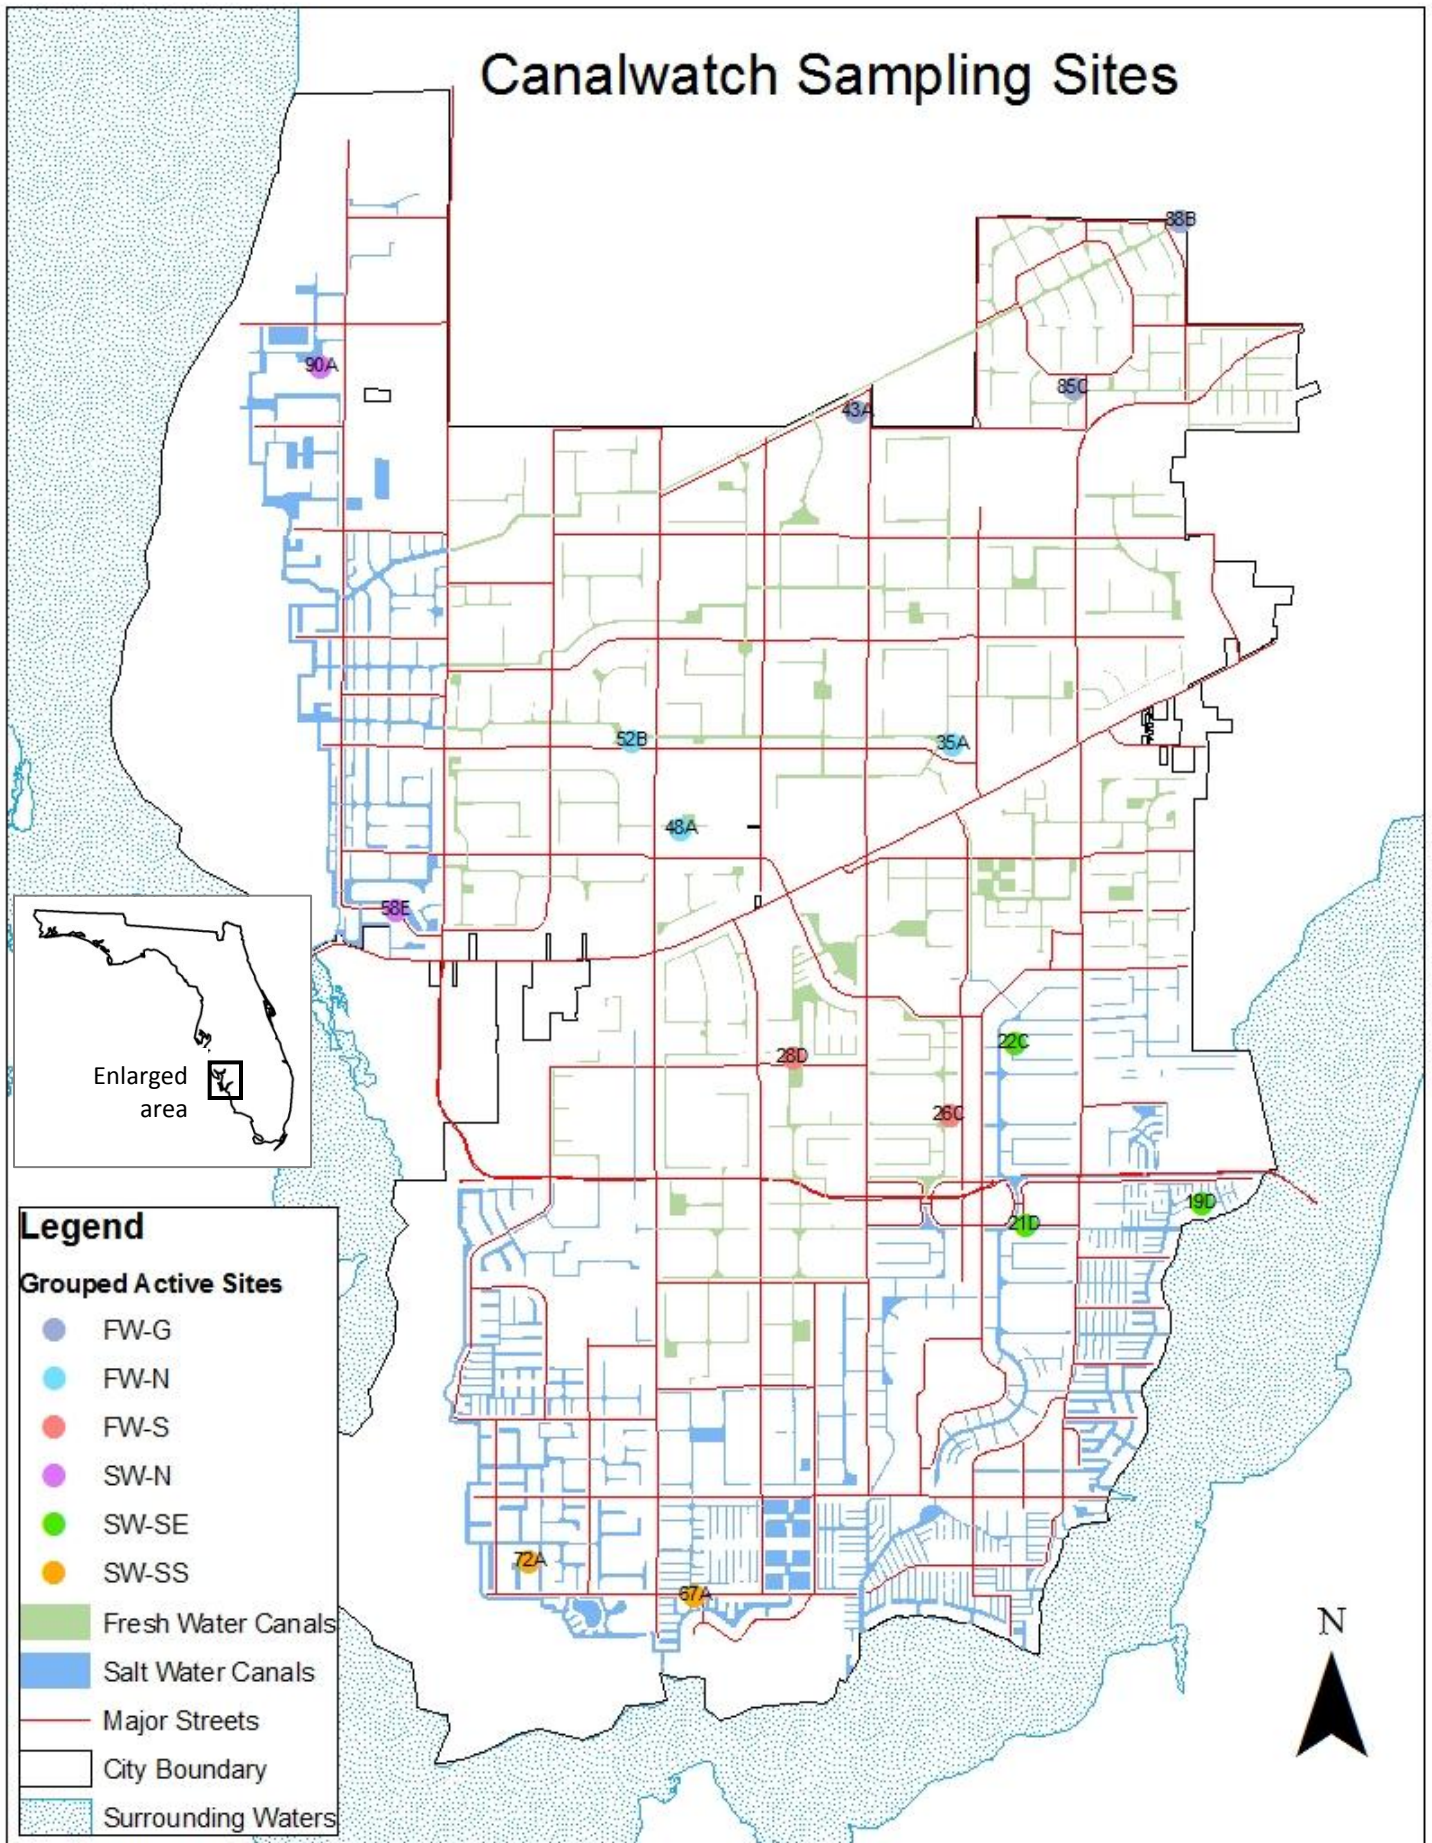 Canalwatch Sampling Sites
88B
90A
85C
43A
52B
35A
48A
58E
22C
28D
26C
19D
21D
72A
67A
Enlarged
area
Legend
Grouped Active Sites
FW-G
FW-N
FW-S
SW-N
SW-SE
SW-SS
Fresh Water Canals
Salt Water Canals
Major Streets
City Boundary
Surrounding Waters
N